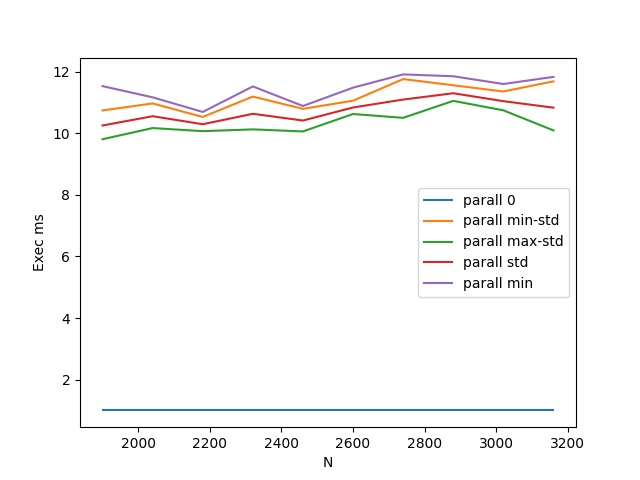 12
10
8
6
4
2
Exec ms
parall 0
parall min-std
parall max-std
parall std
parall min
2000 2200 2400 2600 2800 3000 3200
N